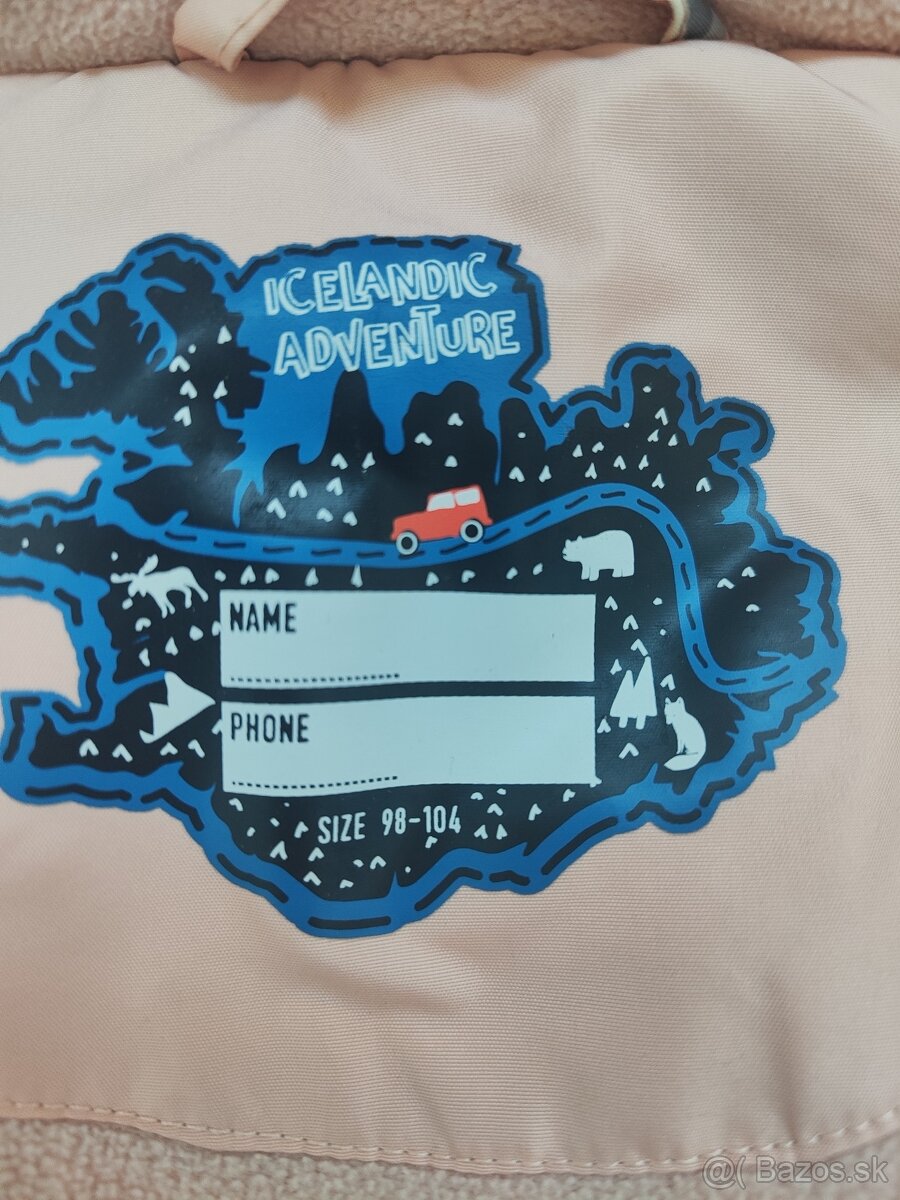 ICELANDIC
ADVENTURE
NAME
PHONE
SIZE 98-104
@( Bazos.sk